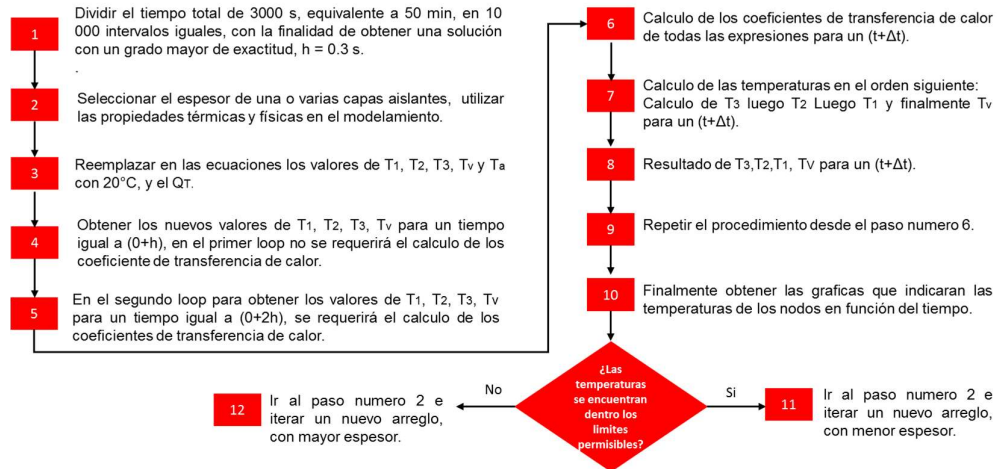 1
Dividir el tiempo total de 3000 s, equivalente a 50 min, en 10
000 intervalos iguales, con la finalidad de obtener una solución
con un grado mayor de exactitud, h = 0.3 s.
.
2
Seleccionar el espesor de una o varias capas aislantes, utilizar
las propiedades térmicas y físicas en el modelamiento.
3
Reemplazar en las ecuaciones los valores de T1, T2, T3, Tv y Ta
con 20°C, y el QT.
4
Obtener los nuevos valores de T1, T2, T3, Tv para un tiempo
igual a (0+h), en el primer loop no se requerirá el calculo de los
coeficiente de transferencia de calor.
5
En el segundo loop para obtener los valores de T1, T2, T3, Tv
para un tiempo igual a (0+2h), se requerirá el calculo de los
coeficientes de transferencia de calor.
6
Calculo de los coeficientes de transferencia de calor
de todas las expresiones para un (t+Δt).
7
Calculo de las temperaturas en el orden siguiente:
Calculo de T3 luego T2 Luego T1 y finalmente Tv
para un (t+Δt).
8
Resultado de T3,T2,T1, TV para un (t+Δt).
9
Repetir el procedimiento desde el paso numero 6.
10
Finalmente obtener las graficas que indicaran las
temperaturas de los nodos en función del tiempo.
¿Las
temperaturas
se encuentran
dentro los
limites
permisibles?
No
Si
12
Ir al paso numero 2 e
iterar un nuevo arreglo,
con mayor espesor.
11
Ir al paso numero 2 e
iterar un nuevo arreglo,
con menor espesor.